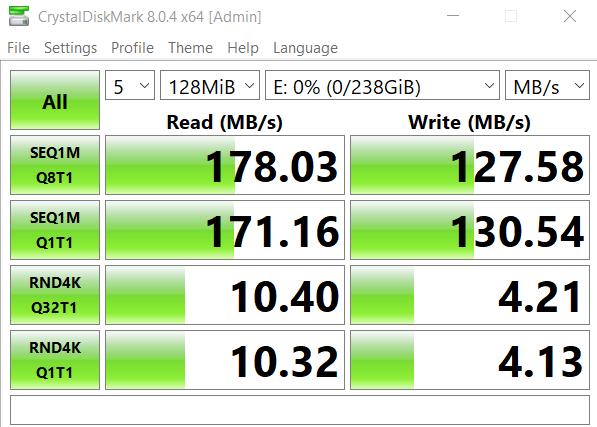 CrystalDiskMark 8.0.4 x64 [Admin]
File Settings Profile Theme Help Language
All 5 128MiB E: 0% (0/238GiB) MB/s
Read (MB/s) Write (MB/s)
SEQ1M
Q8T1
178.03 127.58
SEQ1M
Q1T1
171.16 130.54
RND4K
Q32T1
10.40 4.21
RND4K
Q1T1
10.32 4.13